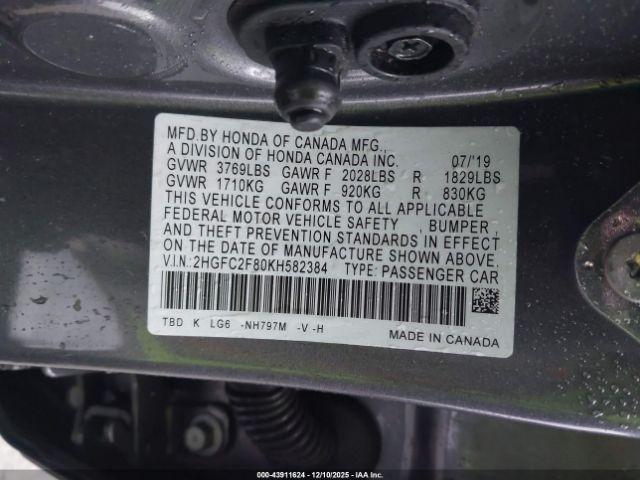 MFD.BY HONDA OF CANADA MFG.,
A DIVISION OF HONDA CANADA INC. 07/'19
GVWR 3769LBS GAWR F 2028LBS R 1829LBS
GVWR 1710KG GAWR F 920KG R 830KG
THIS VEHICLE CONFORMS TO ALL APPLICABLE
FEDERAL MOTOR VEHICLE SAFETY , BUMPER ,
AND THEFT PREVENTION STANDARDS IN EFFECT
ON THE DATE OF MANUFACTURE SHOWN ABOVE.
V.I.N.:2HGFC2F80KH582384 TYPE: PASSENGER CAR
TBD K LG6 -NH797M -V -H
MADE IN CANADA
000-43911624 - 12/10/2025 - IAA Inc.